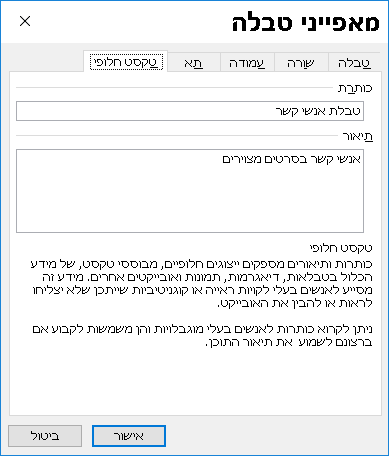 מאפייני טבלה
טבלה שורה עמודה תא טקסט חלופי
כותרת
טבלת אנשי קשר
תיאור
אנשי קשר בסרטים מצוירים
טקסט חלופי
כותרות ותיאורים מספקים ייצוגים חלופיים, מבוססי טקסט, של מידע
הכלול בטבלאות, דיאגרמות, תמונות ואובייקטים אחרים. מידע זה
מסייע לאנשים בעלי לקויות ראייה או קוגניטיביות שייתכן שלא יצליחו
לראות או להבין את האובייקט.
ניתן לקרוא כותרות לאנשים בעלי מוגבלויות והן משמשות לקבוע אם
ברצונם לשמוע את תיאור התוכן.
אישור ביטול